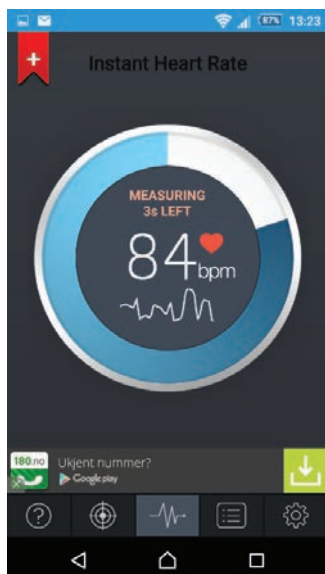 87% 13:23
Instant Heart Rate
MEASURING
3s LEFT
84 bpm
180.no
Ukjent nummer?
Google play
?